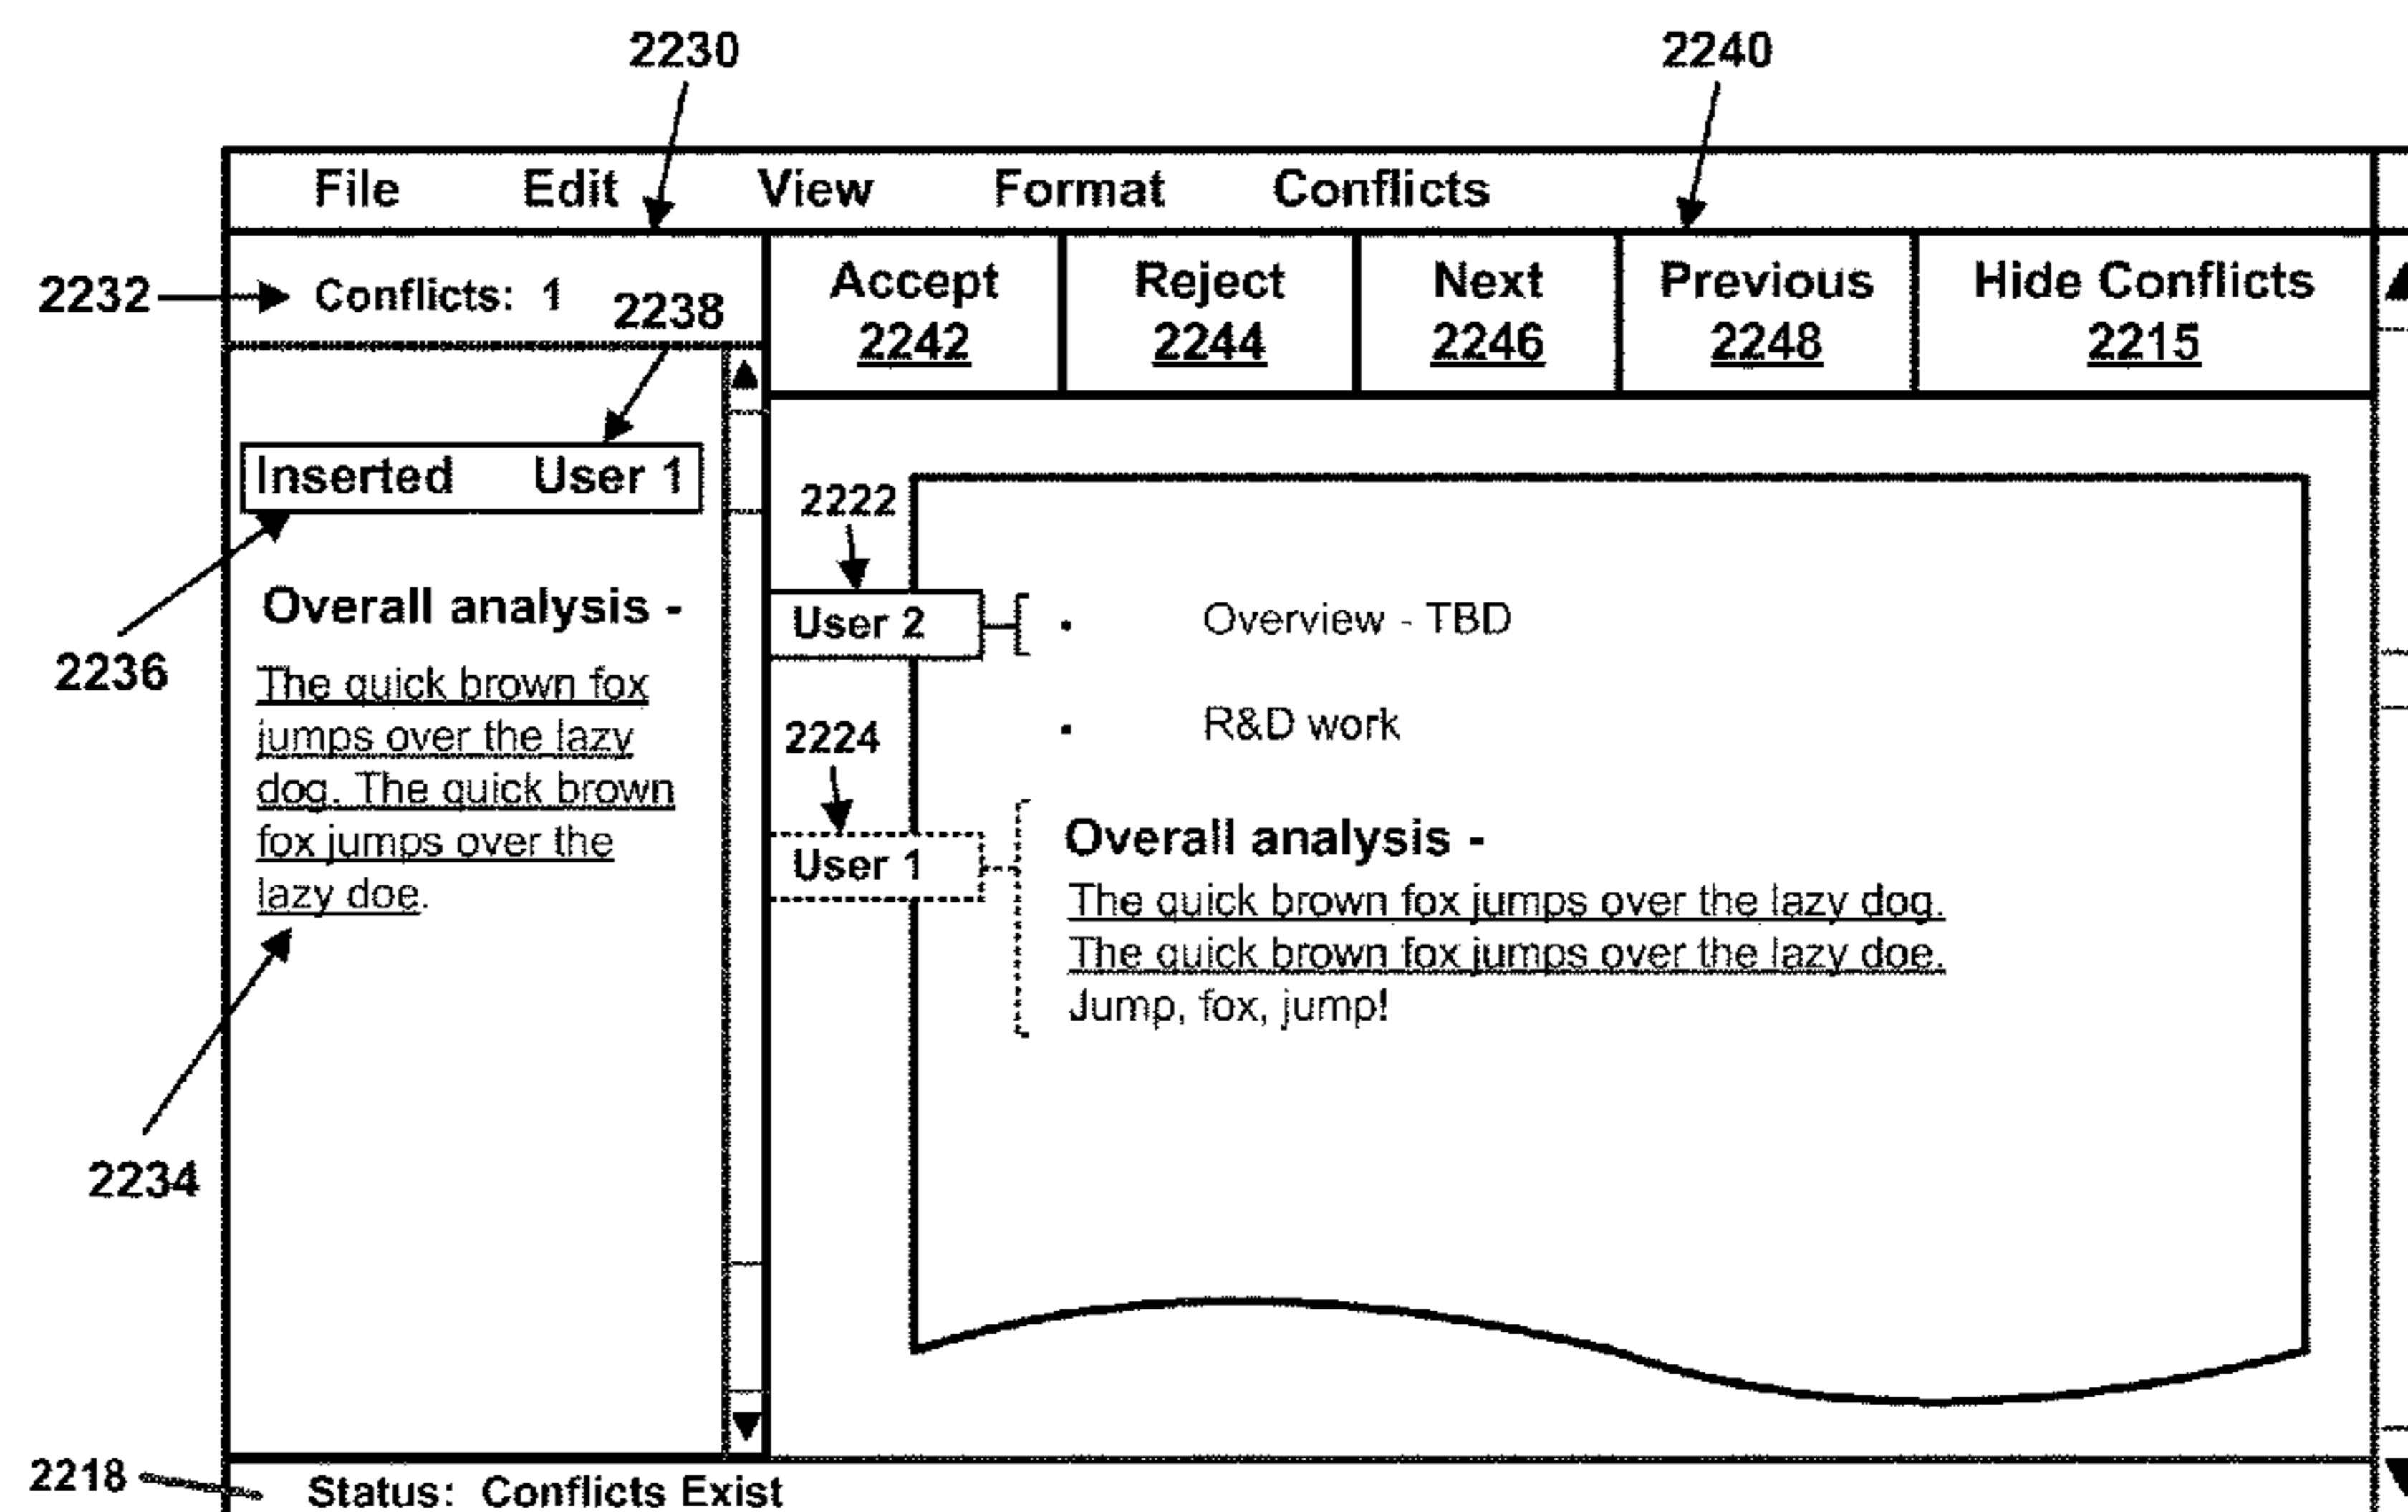 2230 2240
File Edit View Format Conflicts
2232 Conflicts: 1 2238
Accept Reject Next Previous Hide Conflicts
2242 2244 2246 2248 2215
Inserted User 1
2236
Overall analysis -
The quick brown fox
jumps over the lazy
dog. The quick brown
fox jumps over the
lazy doe.
2234
2222
User 2 • Overview - TBD
• R&D work
2224
User 1
Overall analysis -
The quick brown fox jumps over the lazy dog.
The quick brown fox jumps over the lazy doe.
Jump, fox, jump!
2218 Status: Conflicts Exist